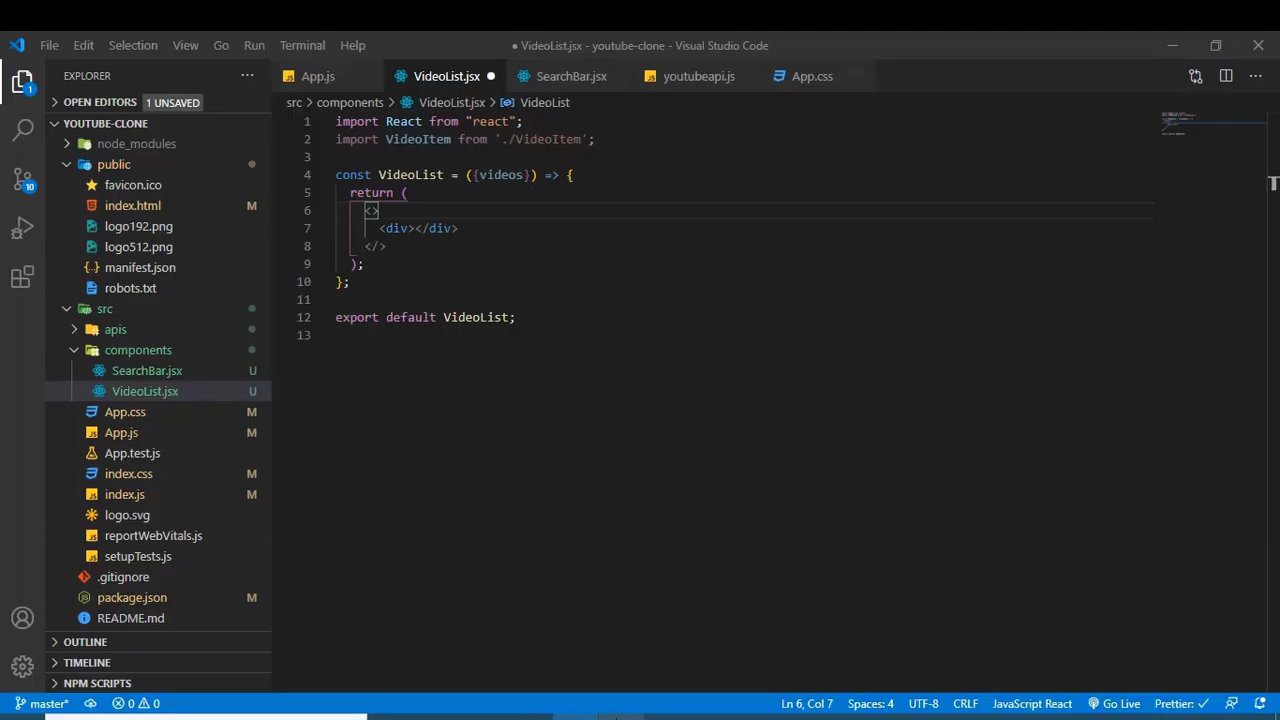 File Edit Selection View Go Run Terminal Help ● VideoList.jsx - youtube-clone - Visual Studio Code
EXPLORER ···
App.js VideoList.jsx ● SearchBar.jsx youtubeapi.js App.css ···
1
OPEN EDITORS 1 UNSAVED
src > components > VideoList.jsx > VideoList
YOUTUBE-CLONE
node_modules
public
favicon.ico
index.html M
logo192.png
logo512.png
manifest.json
robots.txt
src
apis
components
SearchBar.jsx U
VideoList.jsx U
App.css M
App.js M
App.test.js
index.css M
index.js M
logo.svg
reportWebVitals.js
setupTests.js
.gitignore
package.json M
README.md
OUTLINE
TIMELINE
NPM SCRIPTS
10
1 import React from "react";
2 import VideoItem from './VideoItem';
3
4 const VideoList = ({videos}) => {
5 return (
6 <>
7 <div></div>
8 </>
9 );
10 };
11
12 export default VideoList;
13
master* 0 0 Ln 6, Col 7 Spaces: 4 UTF-8 CRLF JavaScript React Go Live Prettier: ✓